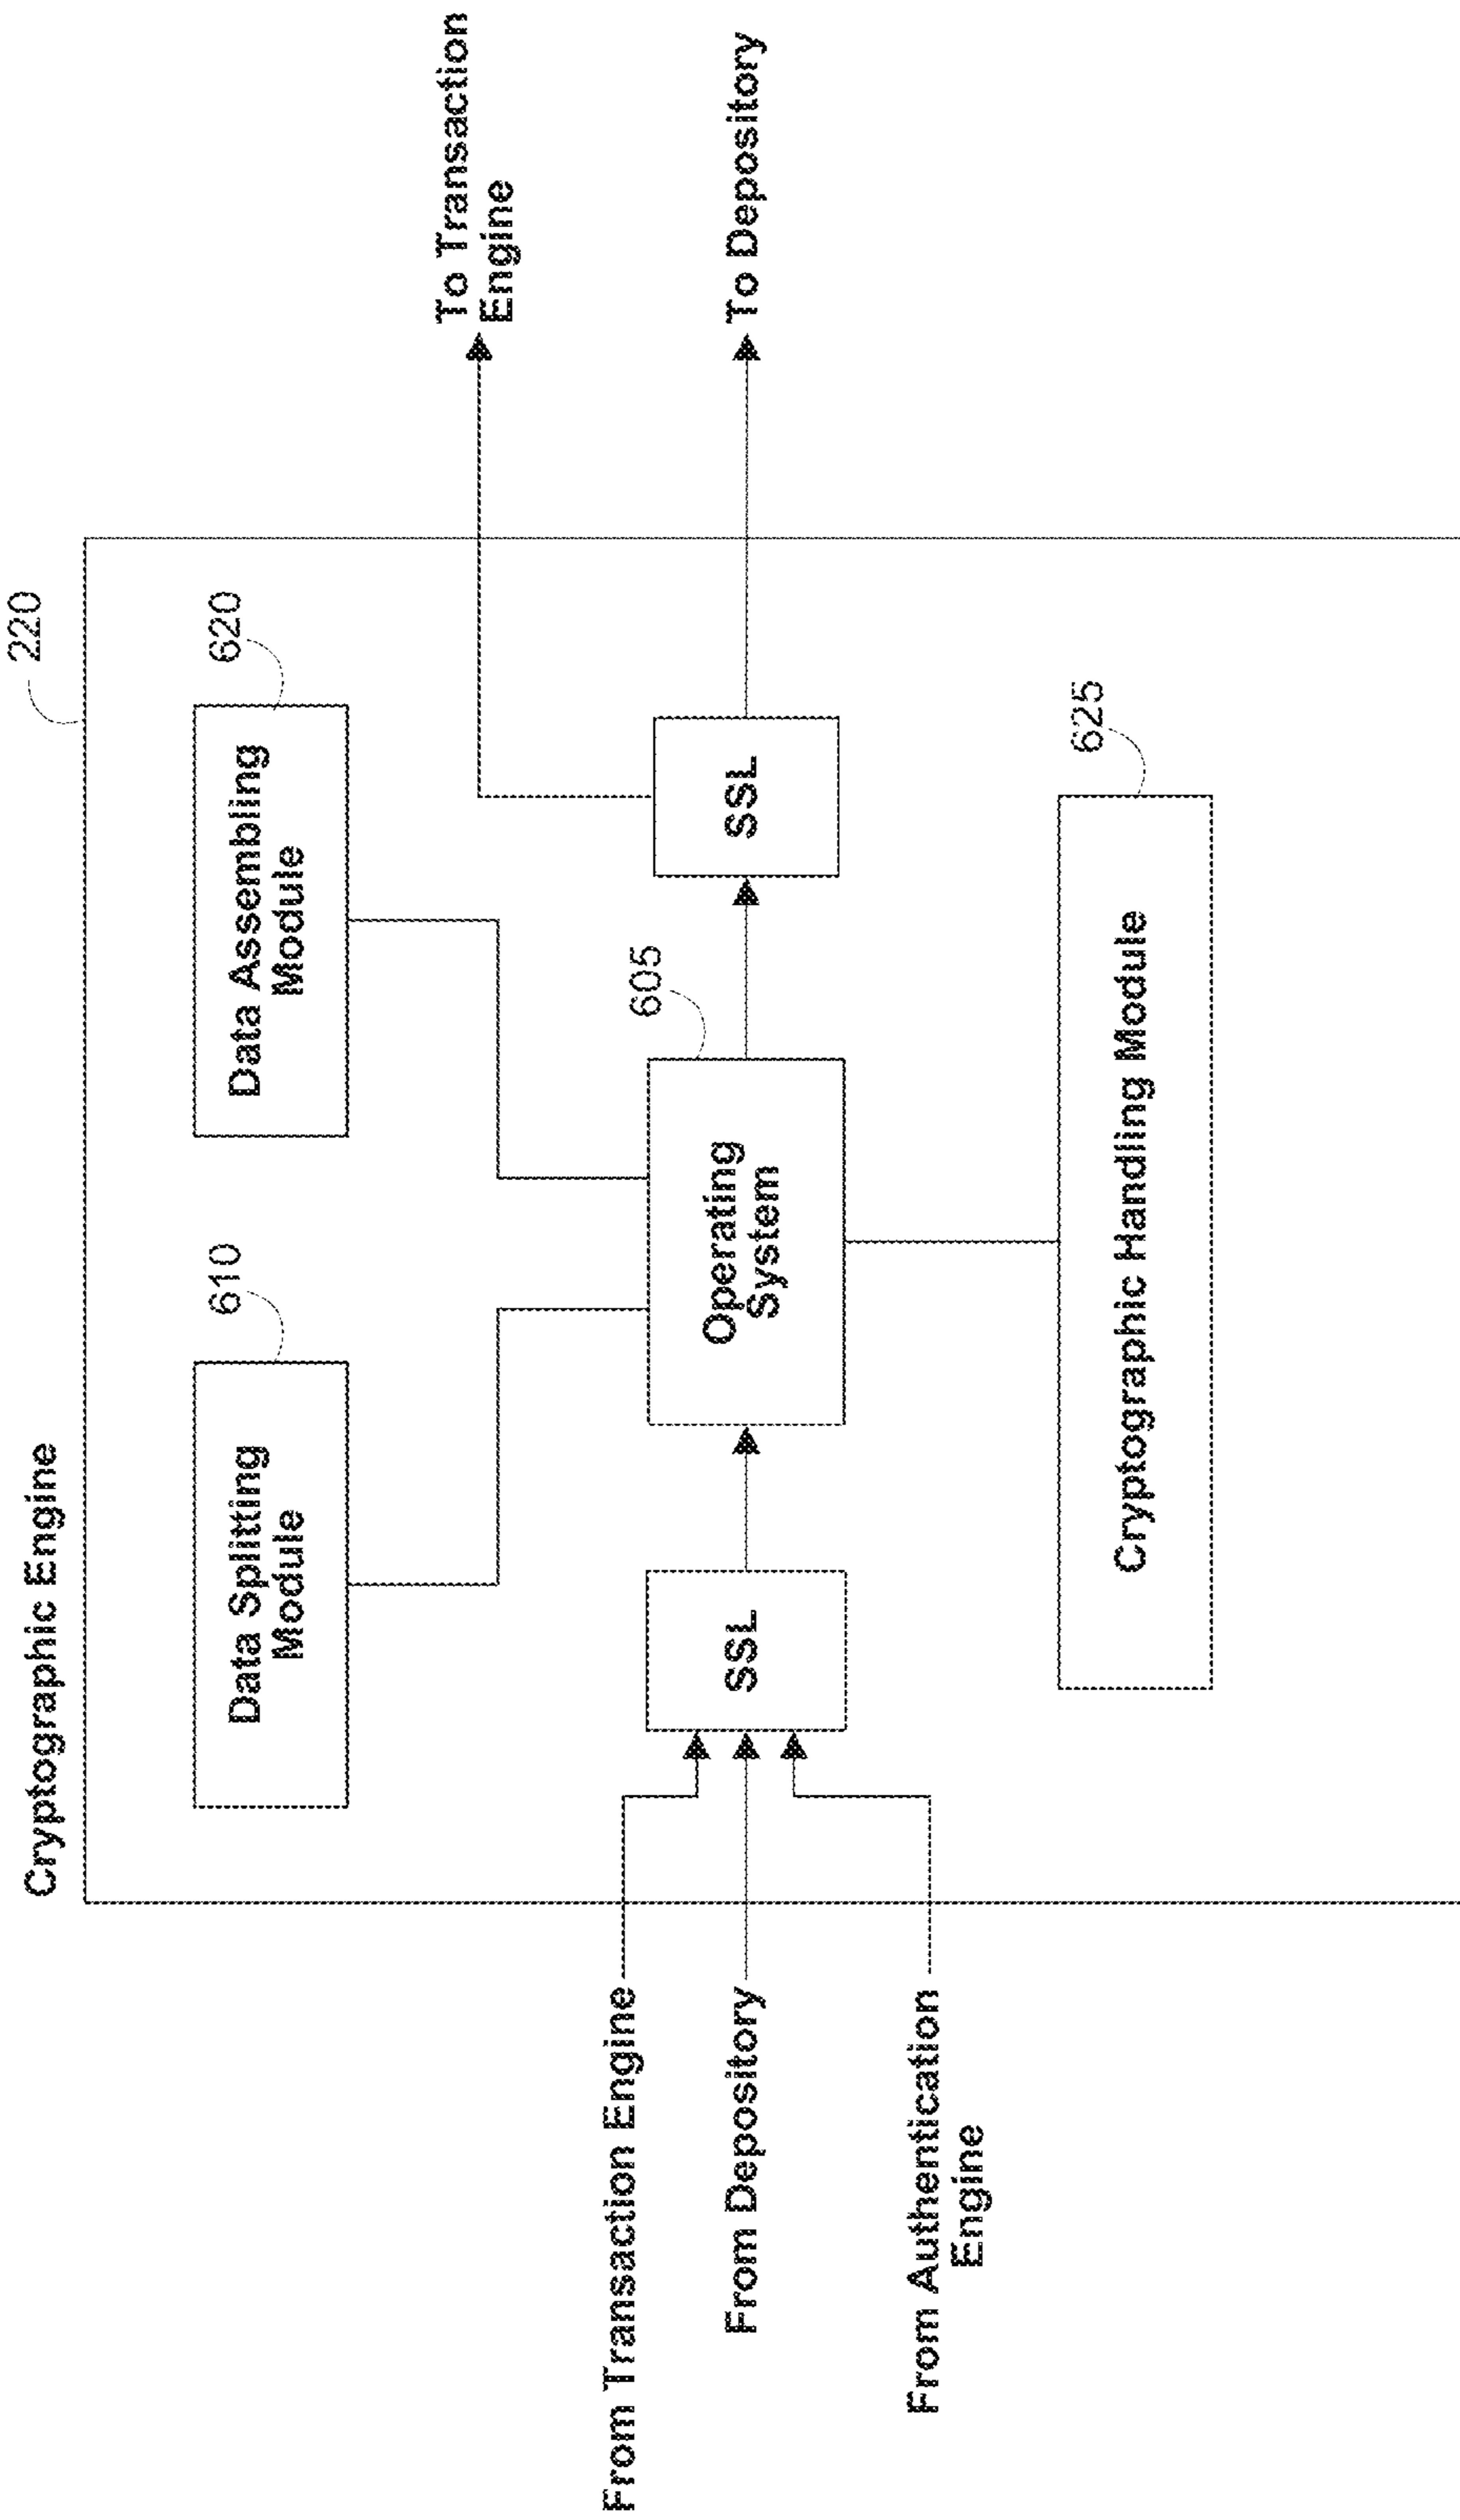 Cryptographic Engine
220
Data Splitting
Module
610
Data Assembling
Module
620
To Transaction
Engine
From Transaction Engine
From Depository
From Authentication
Engine
SSL
Operating
System
605
SSL
To Depository
Cryptographic Handling Module
625